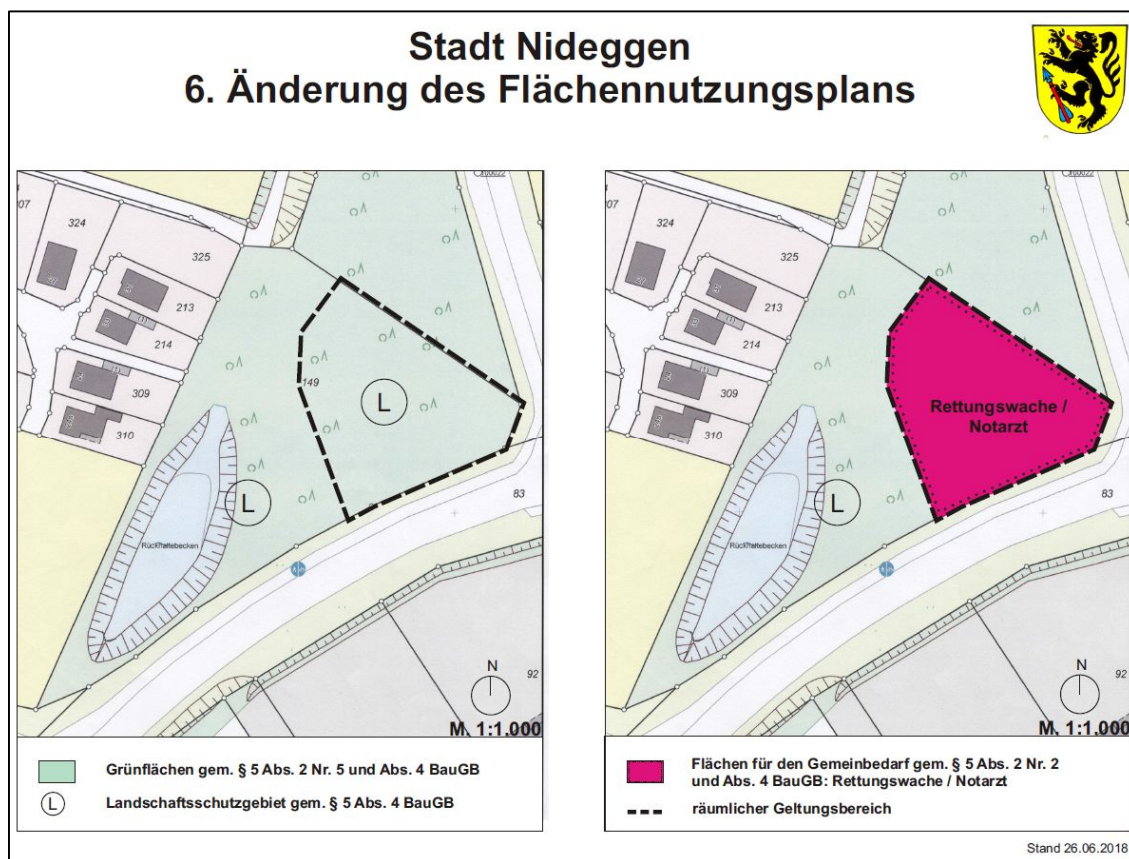 Stadt Nideggen
6. Änderung des Flächennutzungsplans
324
325
213
214
309
310
149
L
L
Rückhaltebecken
83
92
N
M. 1:1.000
Grünflächen gem. § 5 Abs. 2 Nr. 5 und Abs. 4 BauGB
L
Landschaftsschutzgebiet gem. § 5 Abs. 4 BauGB
324
325
213
214
309
310
Rettungswache /
Notarzt
L
Rückhaltebecken
83
92
N
M. 1:1.000
Flächen für den Gemeinbedarf gem. § 5 Abs. 2 Nr. 2
und Abs. 4 BauGB: Rettungswache / Notarzt
räumlicher Geltungsbereich
Stand 26.06.2018